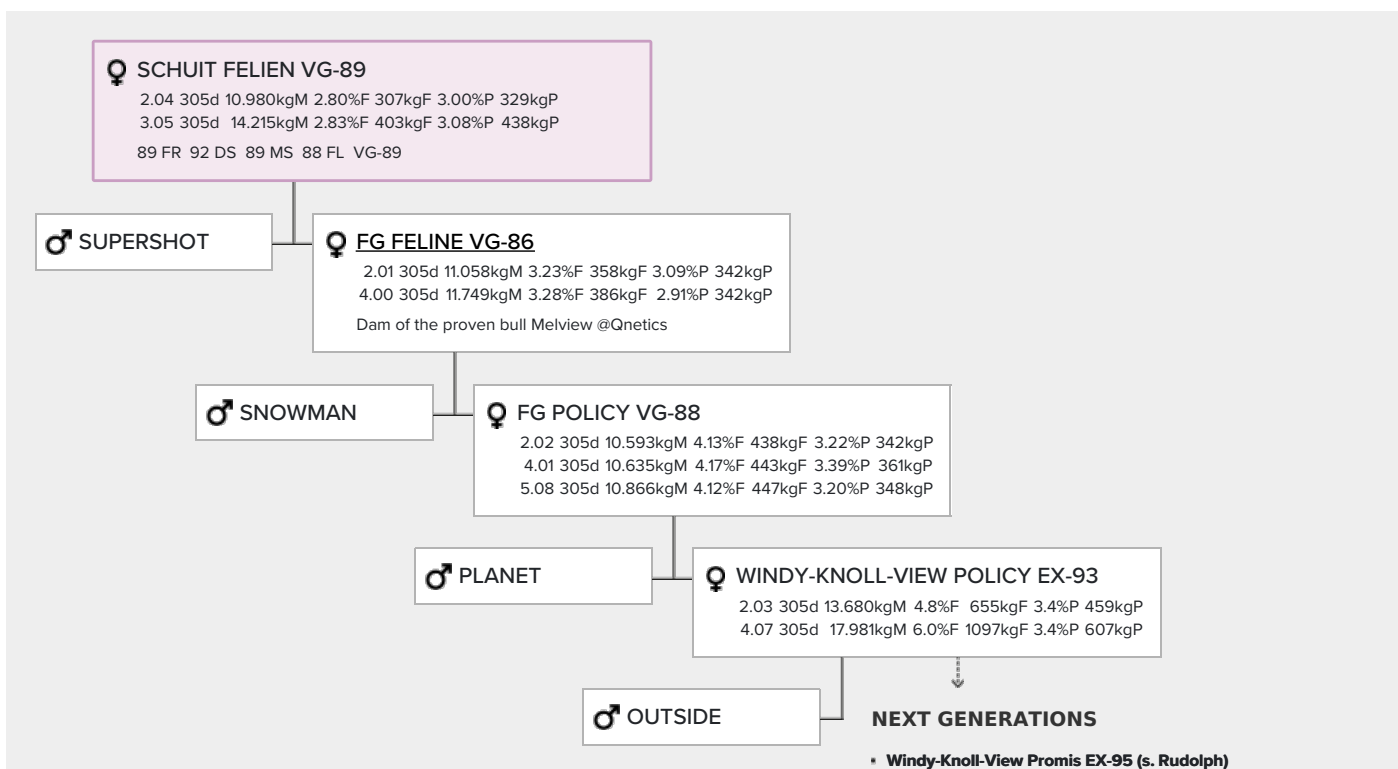 SCHUIT FELIEN VG-89
2.04 305d 10.980kgM 2.80%F 307kgF 3.00%P 329kgP
3.05 305d 14.215kgM 2.83%F 403kgF 3.08%P 438kgP
89 FR 92 DS 89 MS 88 FL VG-89
SUPERSHOT
FG FELINE VG-86
2.01 305d 11.058kgM 3.23%F 358kgF 3.09%P 342kgP
4.00 305d 11.749kgM 3.28%F 386kgF 2.91%P 342kgP
Dam of the proven bull Melview @Qnetics
SNOWMAN
FG POLICY VG-88
2.02 305d 10.593kgM 4.13%F 438kgF 3.22%P 342kgP
4.01 305d 10.635kgM 4.17%F 443kgF 3.39%P 361kgP
5.08 305d 10.866kgM 4.12%F 447kgF 3.20%P 348kgP
PLANET
WINDY-KNOLL-VIEW POLICY EX-93
2.03 305d 13.680kgM 4.8%F 655kgF 3.4%P 459kgP
4.07 305d 17.981kgM 6.0%F 1097kgF 3.4%P 607kgP
OUTSIDE
NEXT GENERATIONS
▪ Windy-Knoll-View Promis EX-95 (s. Rudolph)